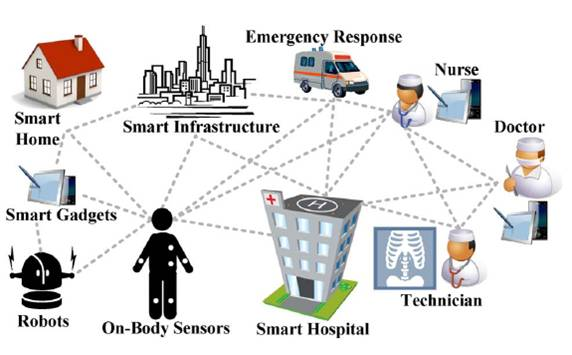 Emergency Response
Nurse
Smart
Home
Smart Infrastructure
Doctor
Smart Gadgets
H
Robots
On-Body Sensors
Smart Hospital
Technician